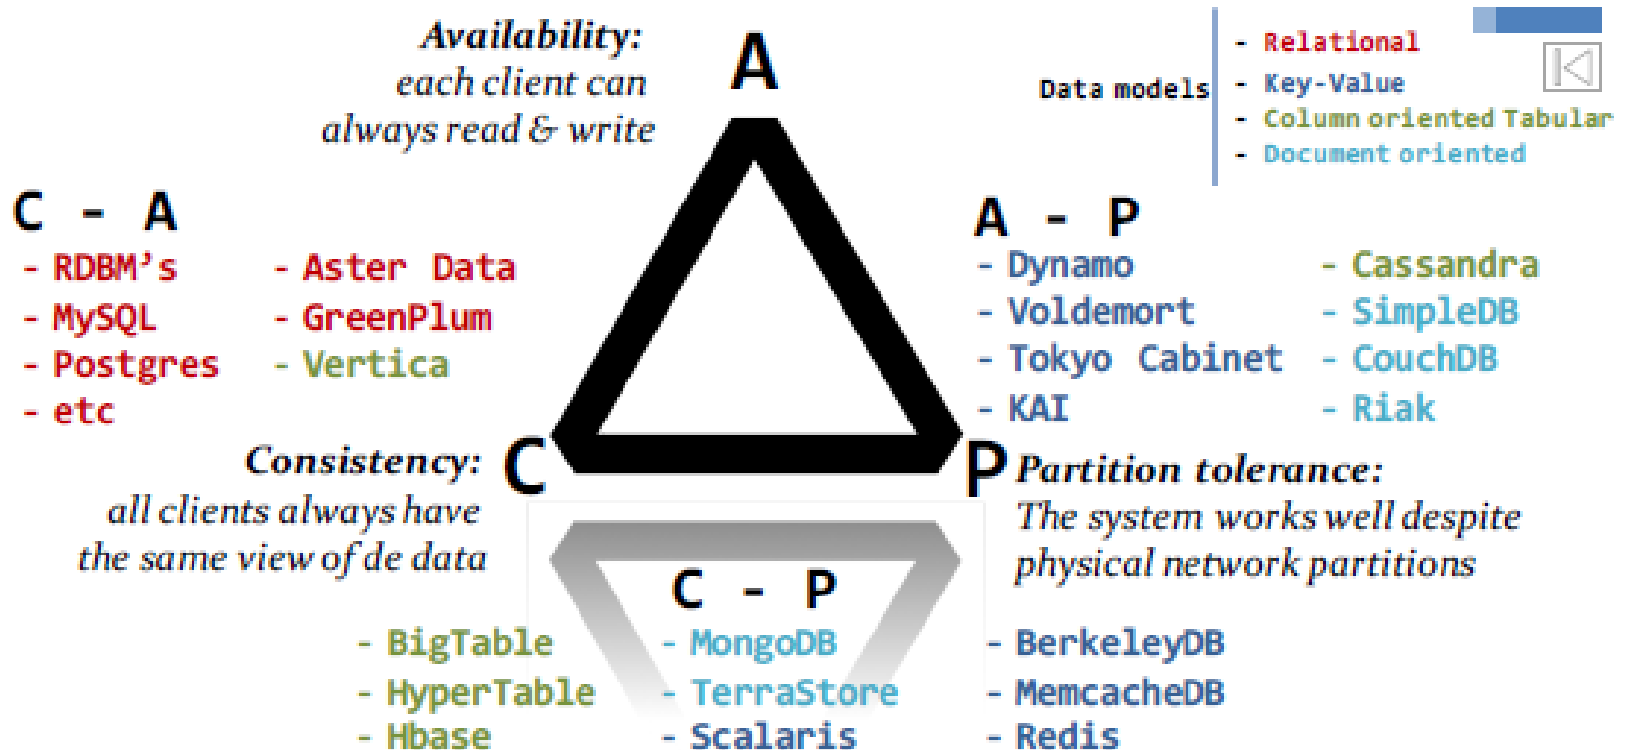 Availability:
each client can
always read & write
A
Data models
- Relational
- Key-Value
- Column oriented Tabular
- Document oriented
C - A
- RDBM's
- MySQL
- Postgres
- etc
- Aster Data
- GreenPlum
- Vertica
A - P
- Dynamo
- Voldemort
- Tokyo Cabinet
- KAI
- Cassandra
- SimpleDB
- CouchDB
- Riak
Consistency:
all clients always have
the same view of de data
C
P
Partition tolerance:
The system works well despite
physical network partitions
C - P
- BigTable
- HyperTable
- Hbase
- MongoDB
- TerraStore
- Scalaris
- BerkeleyDB
- MemcacheDB
- Redis